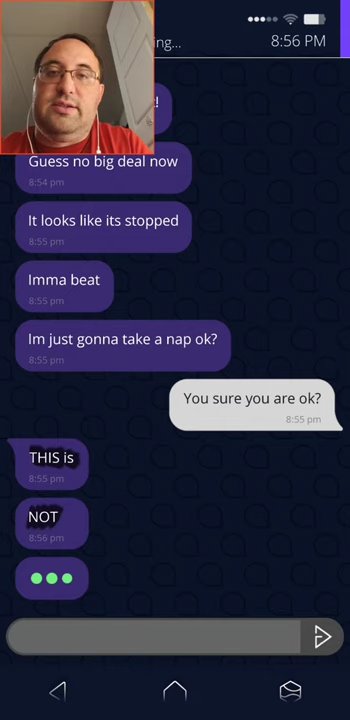 ing...
8:56 PM
!
Guess no big deal now
8:54 pm
It looks like its stopped
8:55 pm
Imma beat
8:55 pm
Im just gonna take a nap ok?
8:55 pm
You sure you are ok?
8:55 pm
THIS is
8:55 pm
NOT
8:56 pm